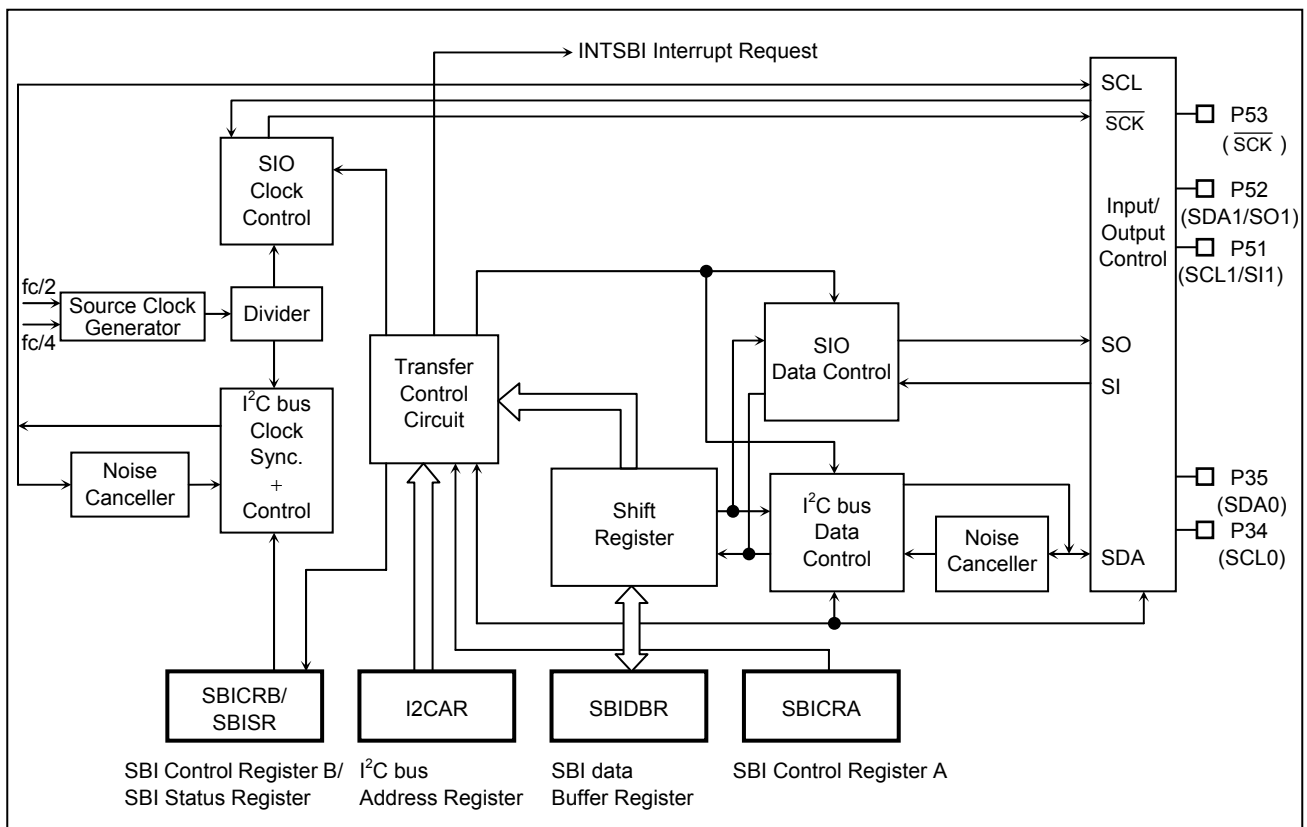 INTSBI Interrupt Request
SCL
SCK
P53
( SCK )
SIO
Clock
Control
P52
(SDA1/SO1)
Input/
Output
Control
P51
(SCL1/SI1)
fc/2
fc/4
Source Clock
Generator
Divider
Transfer
Control
Circuit
SIO
Data Control
SO
SI
I²C bus
Clock
Sync.
+
Control
Noise
Canceller
Shift
Register
I²C bus
Data
Control
Noise
Canceller
SDA
P35
(SDA0)
P34
(SCL0)
SBICRB/
SBISR
I2CAR
SBIDBR
SBICRA
SBI Control Register B/
SBI Status Register
I²C bus
Address Register
SBI data
Buffer Register
SBI Control Register A